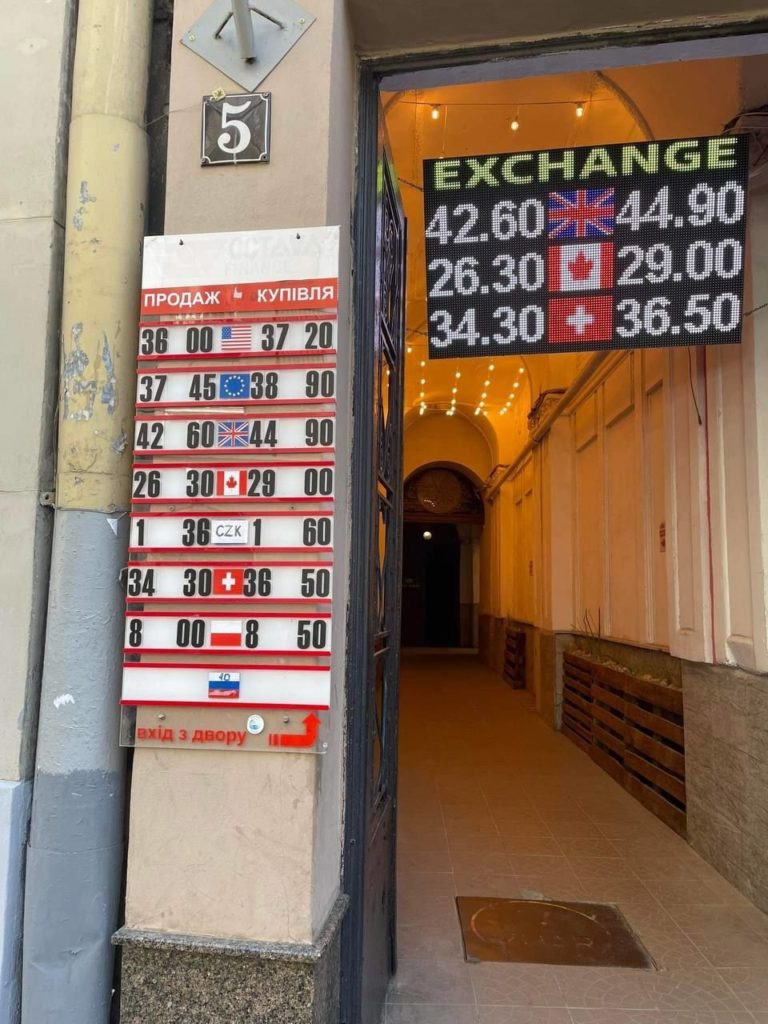 5
OCTAVA
FINANCE
ПРОДАЖ КУПІВЛЯ
36 00 37 20
37 45 38 90
42 60 44 90
26 30 29 00
1 36 CZK 1 60
34 30 36 50
8 00 8 50
вхід з двору
EXCHANGE
42.60 44.90
26.30 29.00
34.30 36.50